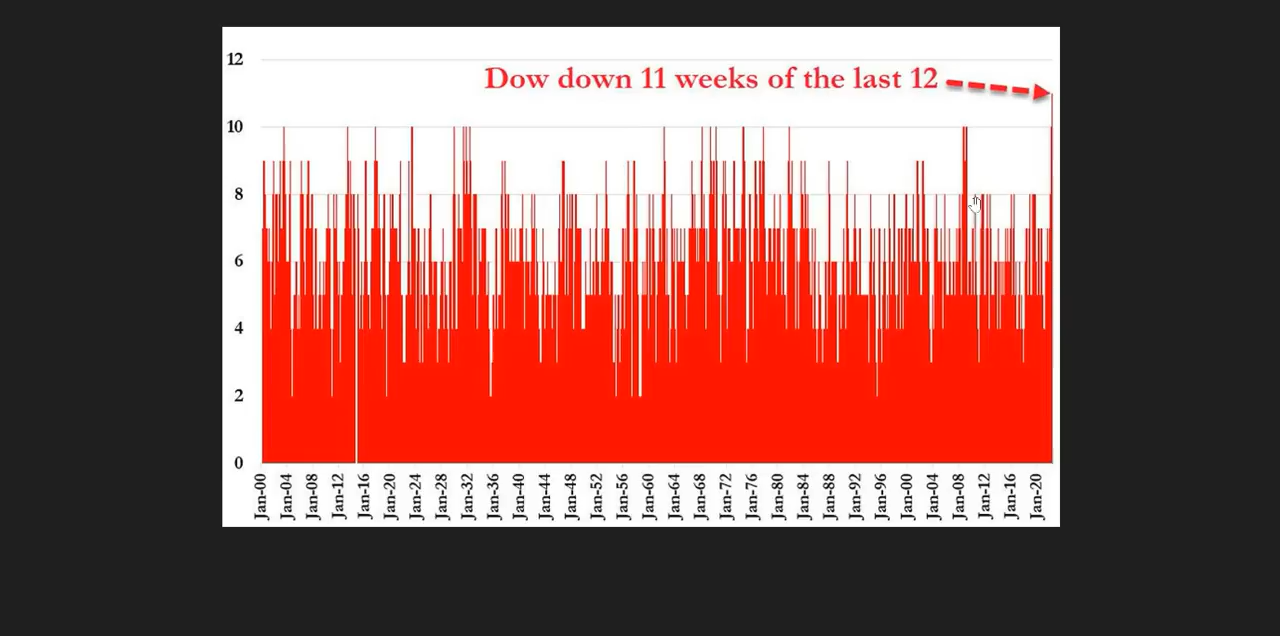 12
Dow down 11 weeks of the last 12
10
8
6
4
2
0
Jan-00
Jan-04
Jan-08
Jan-12
Jan-16
Jan-20
Jan-24
Jan-28
Jan-32
Jan-36
Jan-40
Jan-44
Jan-48
Jan-52
Jan-56
Jan-60
Jan-64
Jan-68
Jan-72
Jan-76
Jan-80
Jan-84
Jan-88
Jan-92
Jan-96
Jan-00
Jan-04
Jan-08
Jan-12
Jan-16
Jan-20